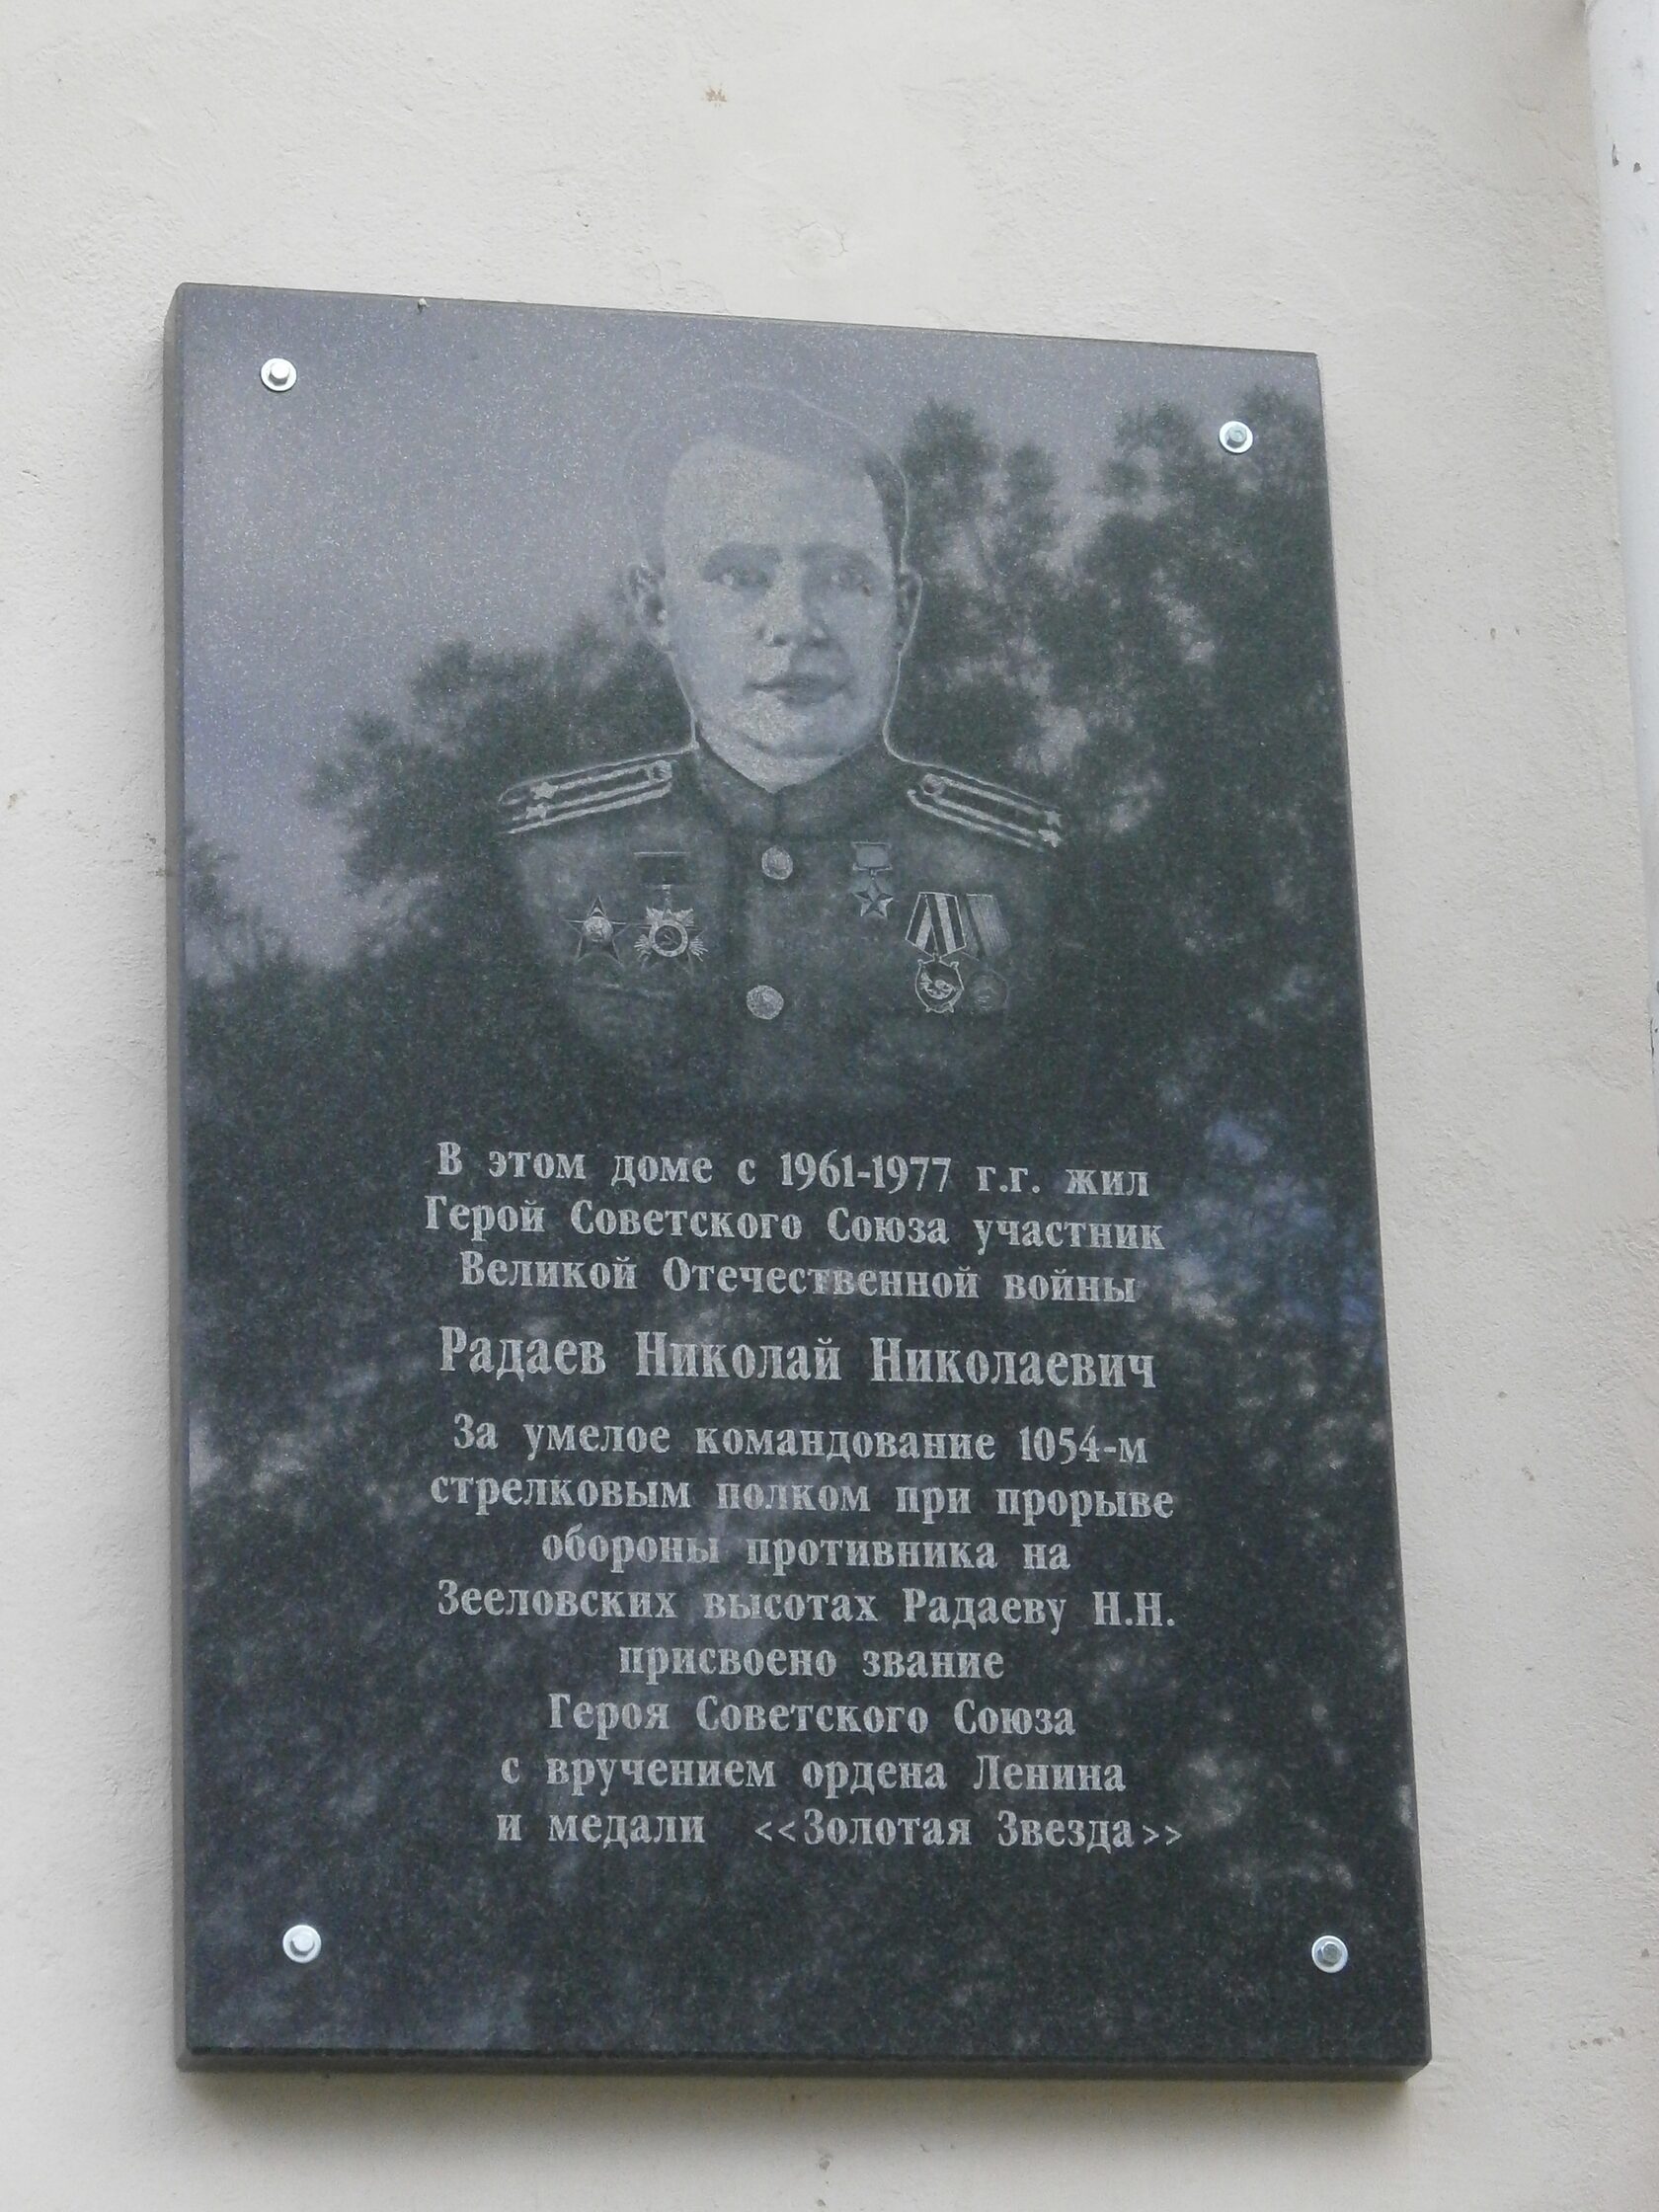 В этом доме с 1961-1977 г.г. жил
Герой Советского Союза участник
Великой Отечественной войны
Радаев Николай Николаевич
За умелое командование 1054-м
стрелковым полком при прорыве
обороны противника на
Зееловских высотах Радаеву Н.Н.
присвоено звание
Героя Советского Союза
с вручением ордена Ленина
и медали <<Золотая Звезда>>